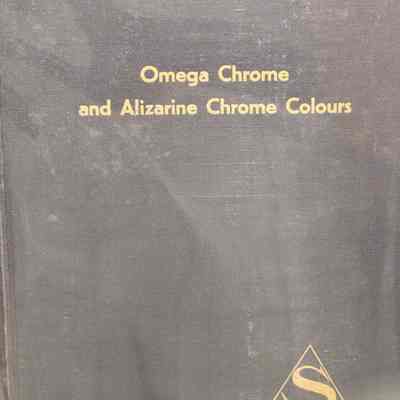 Omega Chrome
and Alizarine Chrome Colours
S